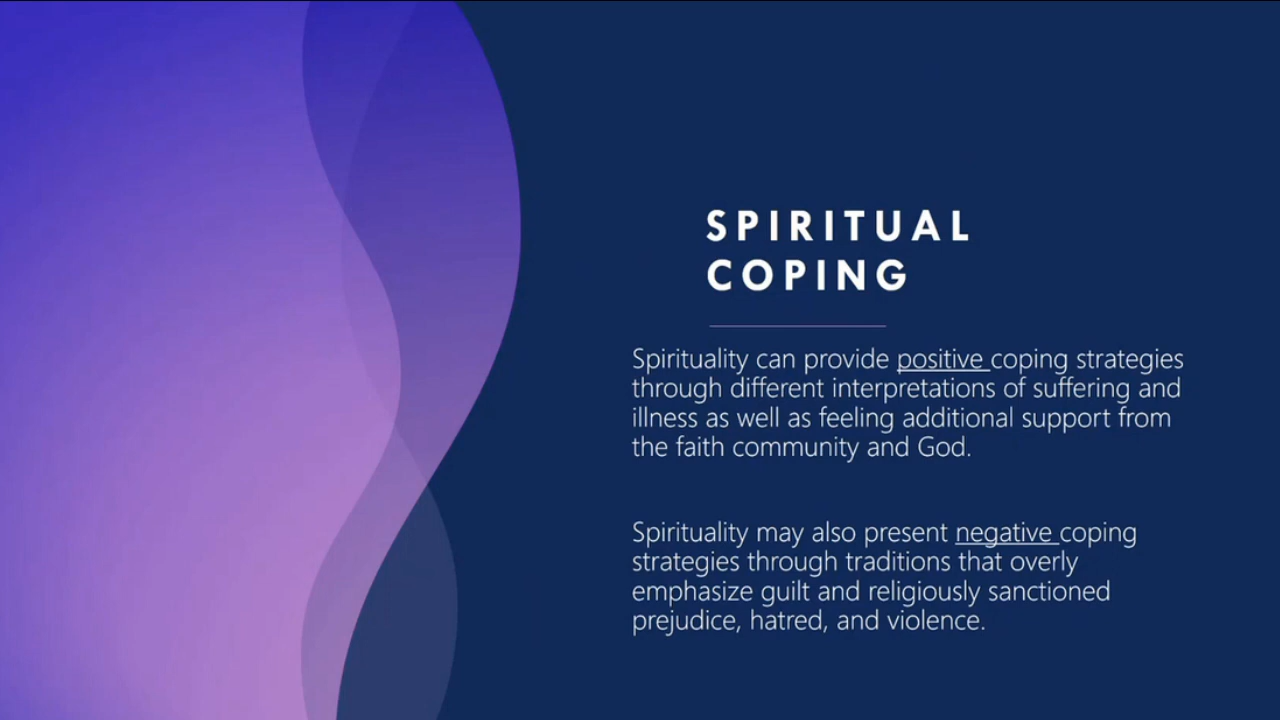 SPIRITUAL
COPING
Spirituality can provide positive coping strategies
through different interpretations of suffering and
illness as well as feeling additional support from
the faith community and God.
Spirituality may also present negative coping
strategies through traditions that overly
emphasize guilt and religiously sanctioned
prejudice, hatred, and violence.